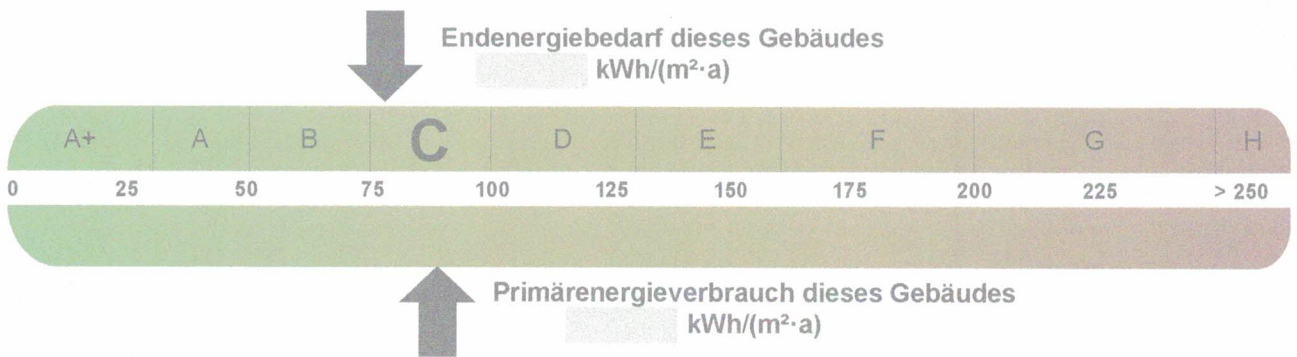 Endenergiebedarf dieses Gebäudes
kWh/(m²·a)
A+ A B C D E F G H
0 25 50 75 100 125 150 175 200 225 > 250
Primärenergieverbrauch dieses Gebäudes
kWh/(m²·a)